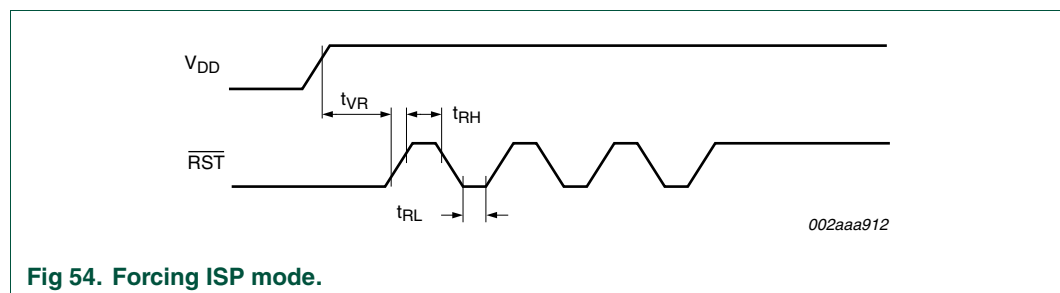 VDD
tVR
tRH
RST
tRL
002aaa912
Fig 54. Forcing ISP mode.